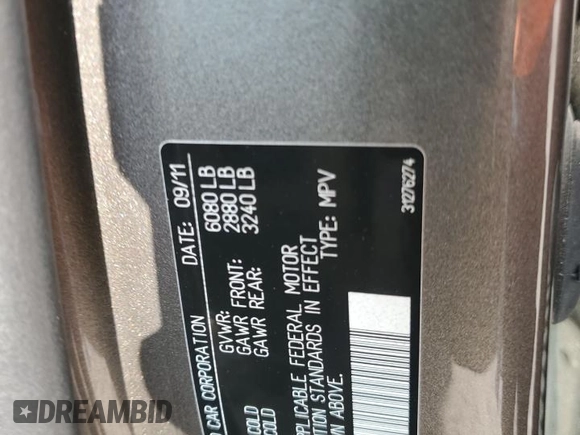 CAR CORPORATION DATE: 09/11
GVWR: 6080 LB
GAWR FRONT: 2880 LB
GAWR REAR: 3240 LB
COLD
COLD
APPLICABLE FEDERAL MOTOR
STANDARDS IN EFFECT
ABOVE. TYPE: MPV
31276274
DREAMBID